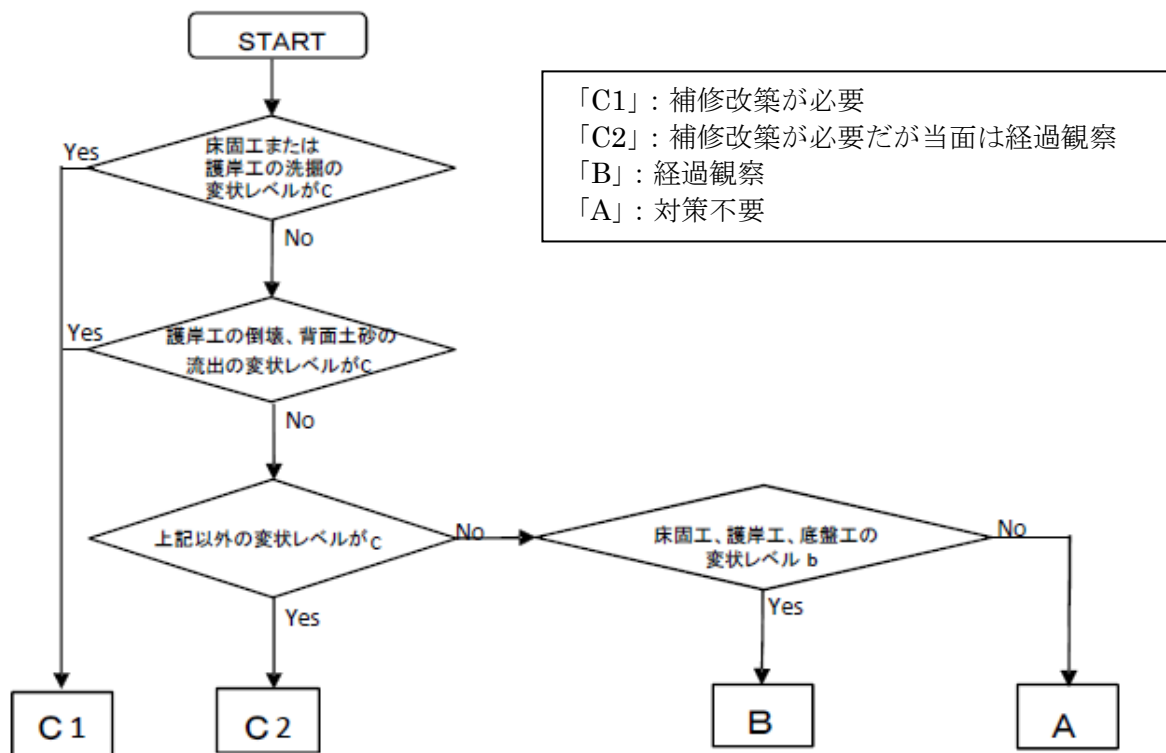 START
「C1」: 補修改築が必要
「C2」: 補修改築が必要だが当面は経過観察
「B」: 経過観察
「A」: 対策不要
Yes
床固工または
護岸工の洗掘の
変状レベルがC
No
Yes
護岸工の倒壊、背面土砂の
流出の変状レベルがC
No
上記以外の変状レベルがC
No
床固工、護岸工、底盤工の
変状レベル b
No
Yes
Yes
C1
C2
B
A